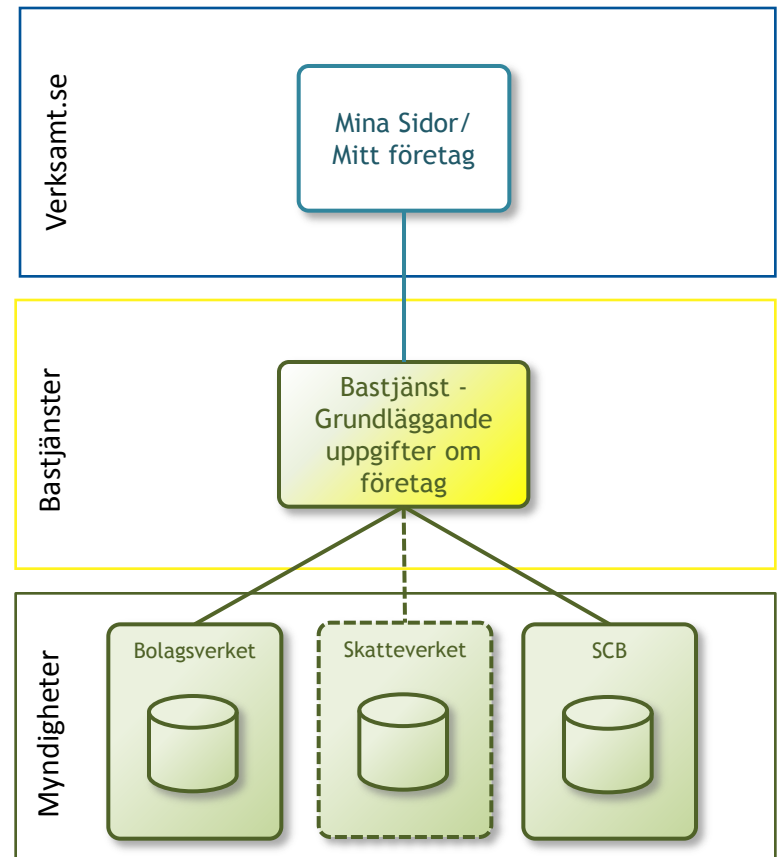 Verksamt.se
Mina Sidor/
Mitt företag
Bastjänster
Bastjänst -
Grundläggande
uppgifter om
företag
Myndigheter
Bolagsverket
Skatteverket
SCB